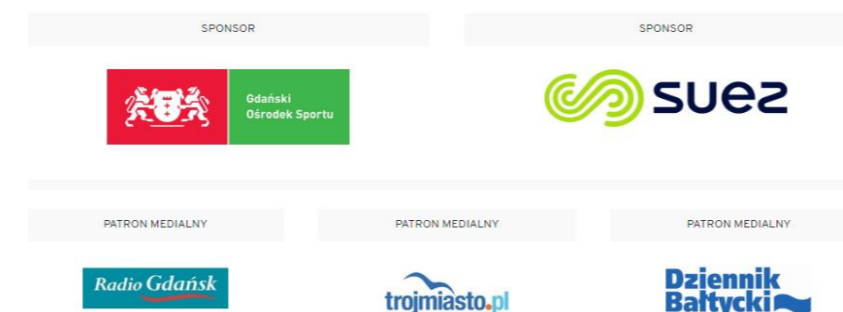 SPONSOR
SPONSOR
Gdański
Ośrodek Sportu
suez
PATRON MEDIALNY
PATRON MEDIALNY
PATRON MEDIALNY
Radio Gdańsk
trojmiasto.pl
Dziennik
Bałtycki